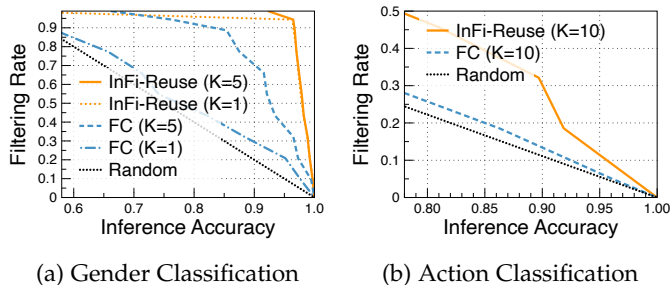 0.9
0.8
0.7
0.6
0.5
0.4
0.3
0.2
0.1
0
Filtering Rate
InFi-Reuse (K=5)
InFi-Reuse (K=1)
FC (K=5)
FC (K=1)
Random
0.6 0.7 0.8 0.9 1.0
Inference Accuracy
(a) Gender Classification
0.5
0.4
0.3
0.2
0.1
0.0
Filtering Rate
InFi-Reuse (K=10)
FC (K=10)
Random
0.80 0.85 0.90 0.95 1.00
Inference Accuracy
(b) Action Classification